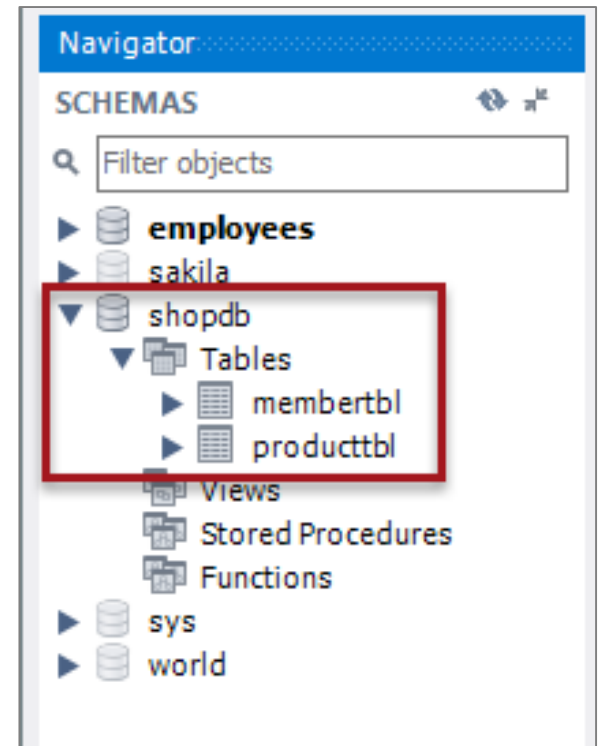 Navigator
SCHEMAS
Filter objects
employees
sakila
shopdb
Tables
membertbl
producttbl
Views
Stored Procedures
Functions
sys
world